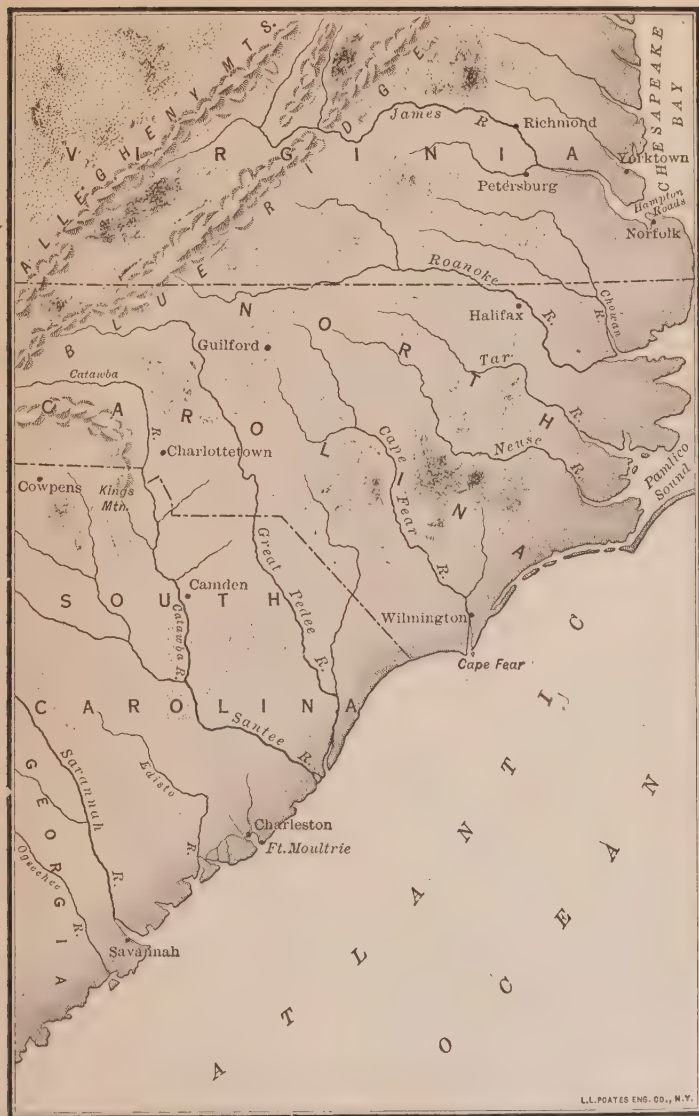 ALLEGHENY MTS.
BLUE RIDGE
VIRGINIA
CHESAPEAKE
BAY
James R
Richmond
Petersburg
Yorktown
Hampton
Roads
Norfolk
Roanoke R.
Chowan R.
Halifax
NORTH
CAROLINA
Guilford
Tar R.
Neuse R.
Pamlico
Sound
Catawba R.
Charlottetown
Cape Fear R.
Cowpens
Kings
Mtn.
Great Pedee R.
Camden
Catawba R.
SOUTH
CAROLINA
Wilmington
Cape Fear
Santee R.
Savannah R.
Edisto R.
GEORGIA
Ogeechee R.
Charleston
Ft. Moultrie
Savannah
ATLANTIC
OCEAN
L.L.POATES ENG. CO., N.Y.